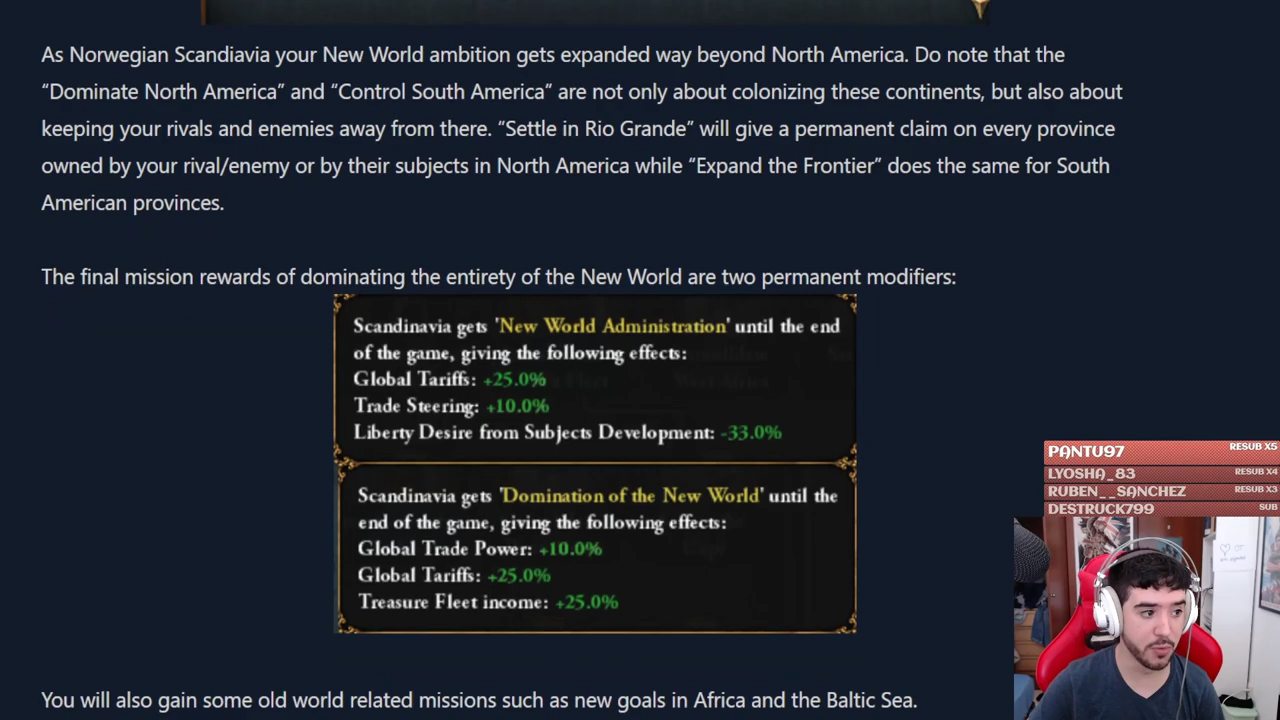 As Norwegian Scandiavia your New World ambition gets expanded way beyond North America. Do note that the
“Dominate North America” and “Control South America” are not only about colonizing these continents, but also about
keeping your rivals and enemies away from there. “Settle in Rio Grande” will give a permanent claim on every province
owned by your rival/enemy or by their subjects in North America while “Expand the Frontier” does the same for South
American provinces.
The final mission rewards of dominating the entirety of the New World are two permanent modifiers:
Scandinavia gets 'New World Administration' until the end
of the game, giving the following effects:
Global Tariffs: +25.0%
Trade Steering: +10.0%
Liberty Desire from Subjects Development: -33.0%
Scandinavia gets 'Domination of the New World' until the
end of the game, giving the following effects:
Global Trade Power: +10.0%
Global Tariffs: +25.0%
Treasure Fleet income: +25.0%
You will also gain some old world related missions such as new goals in Africa and the Baltic Sea.
PANTU97 RESUB X5
LYOSHA_83 RESUB X4
RUBEN__SANCHEZ RESUB X3
DESTRUCK799 SUB